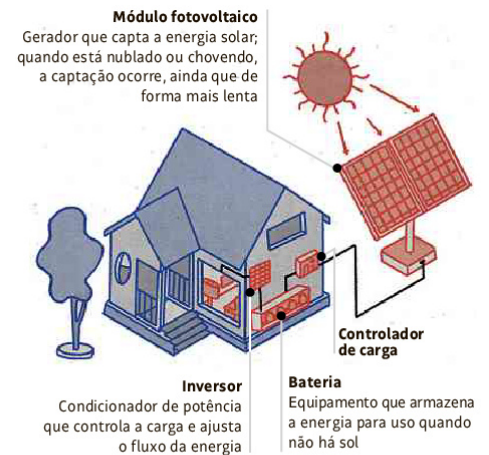 Módulo fotovoltaico
Gerador que capta a energia solar;
quando está nublado ou chovendo,
a captação ocorre, ainda que de
forma mais lenta
Controlador
de carga
Inversor
Condicionador de potência
que controla a carga e ajusta
o fluxo da energia
Bateria
Equipamento que armazena
a energia para uso quando
não há sol